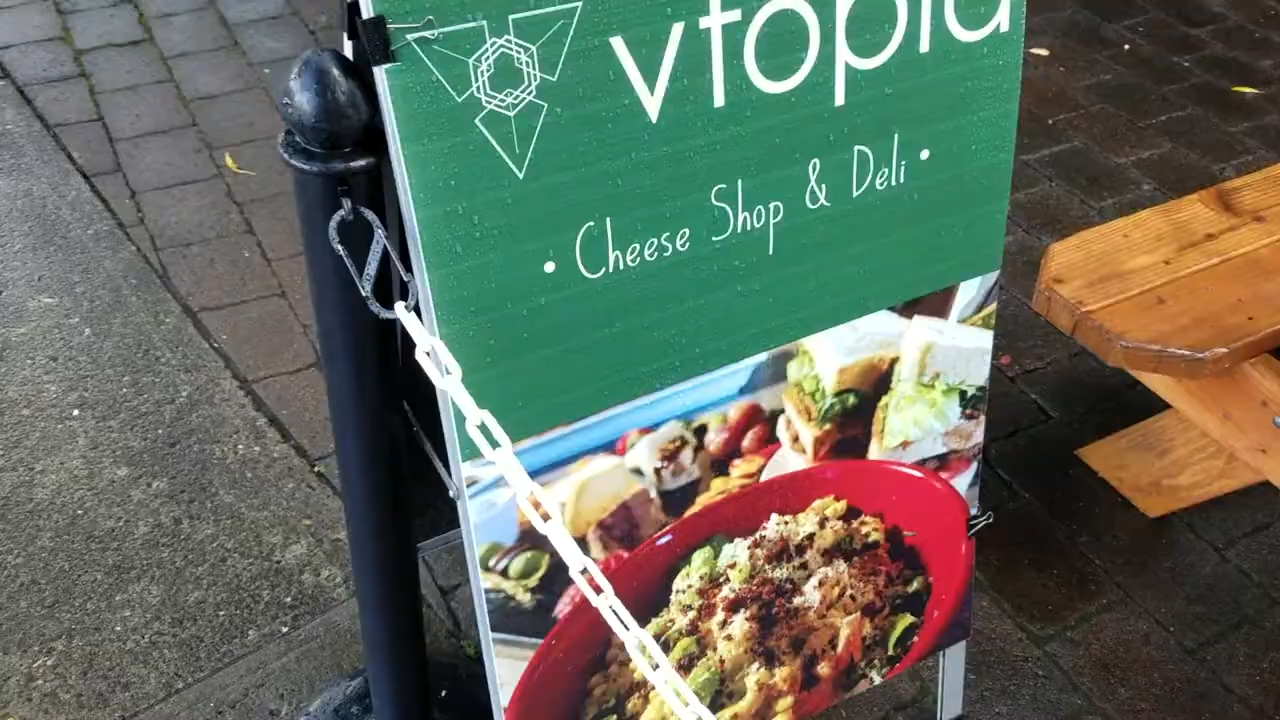 vtopia
• Cheese Shop & Deli •